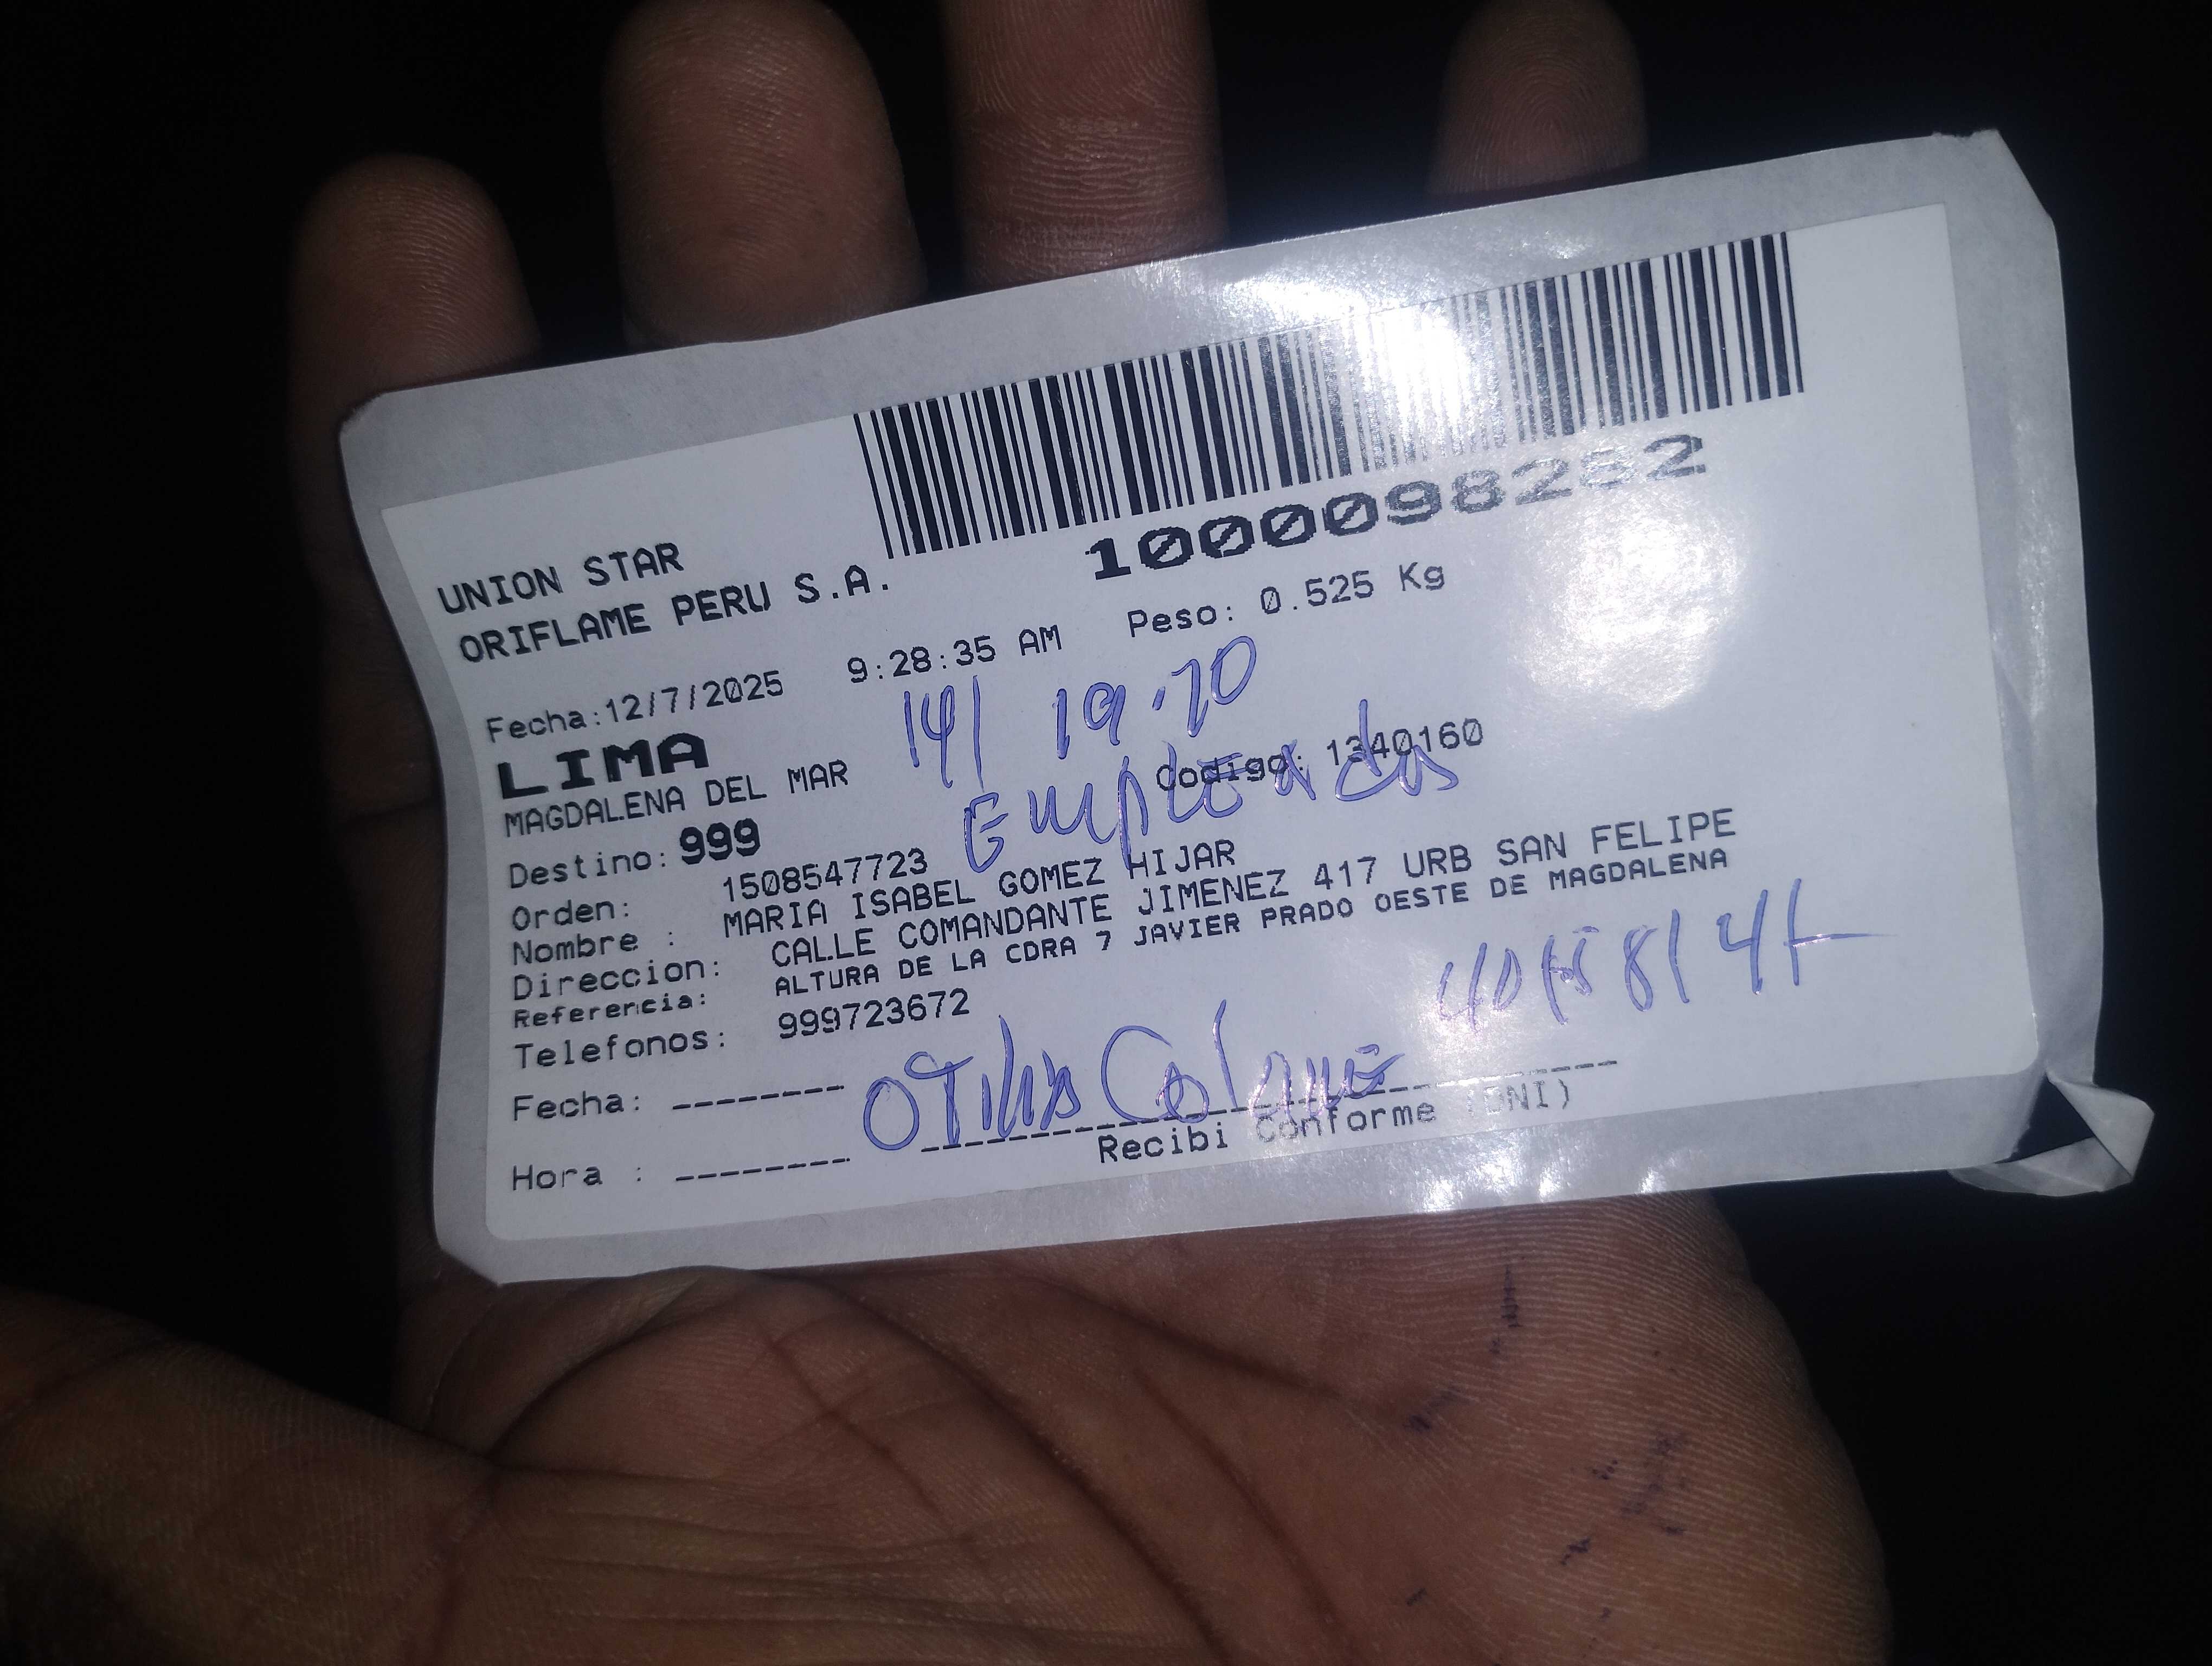 UNION STAR
ORIFLAME PERU S.A.
1000098282
Fecha:12/7/2025 9:28:35 AM Peso: 0.525 Kg
LIMA
14/ 19:70
MAGDALENA DEL MAR
Codigo: 1340160
Empleada
Destino: 999
Orden: 1508547723
Nombre : MARIA ISABEL GOMEZ HIJAR
Direccion: CALLE COMANDANTE JIMENEZ 417 URB SAN FELIPE
Referencia: ALTURA DE LA CDRA 7 JAVIER PRADO OESTE DE MAGDALENA
Telefonos: 999723672
Fecha: --------
Otilia
Recibi Conforme (DNI)
Hora : --------